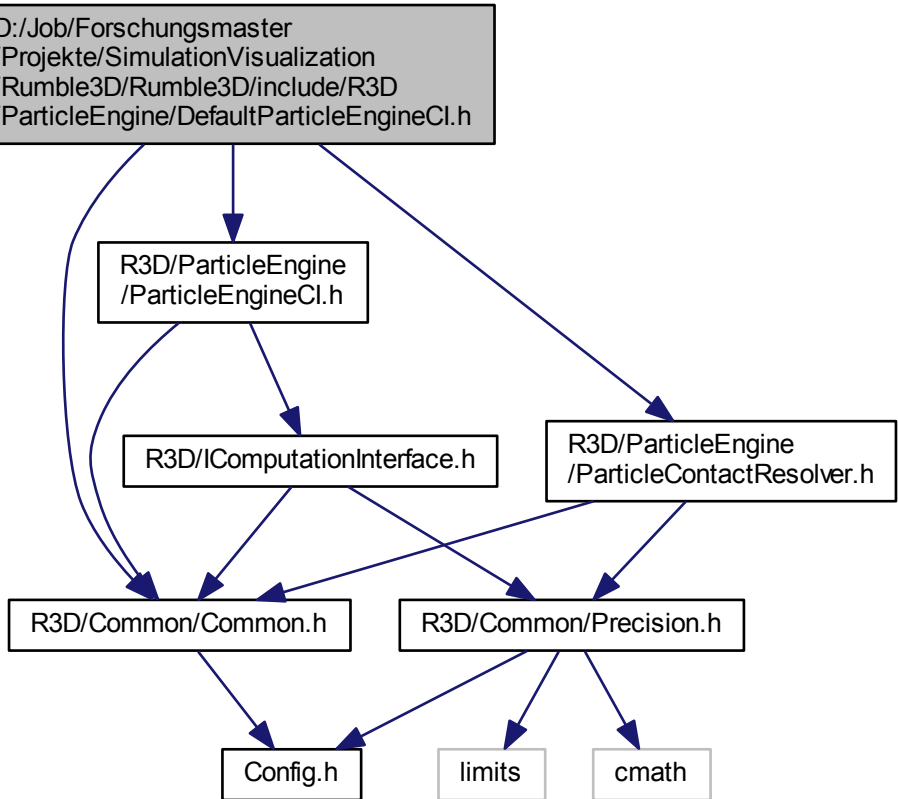 D:/Job/Forschungsmaster
/Projekte/SimulationVisualization
/Rumble3D/Rumble3D/include/R3D
/ParticleEngine/DefaultParticleEngineCI.h
R3D/ParticleEngine
/ParticleEngineCI.h
R3D/IComputationInterface.h
R3D/ParticleEngine
/ParticleContactResolver.h
R3D/Common/Common.h
R3D/Common/Precision.h
Config.h
limits
cmath